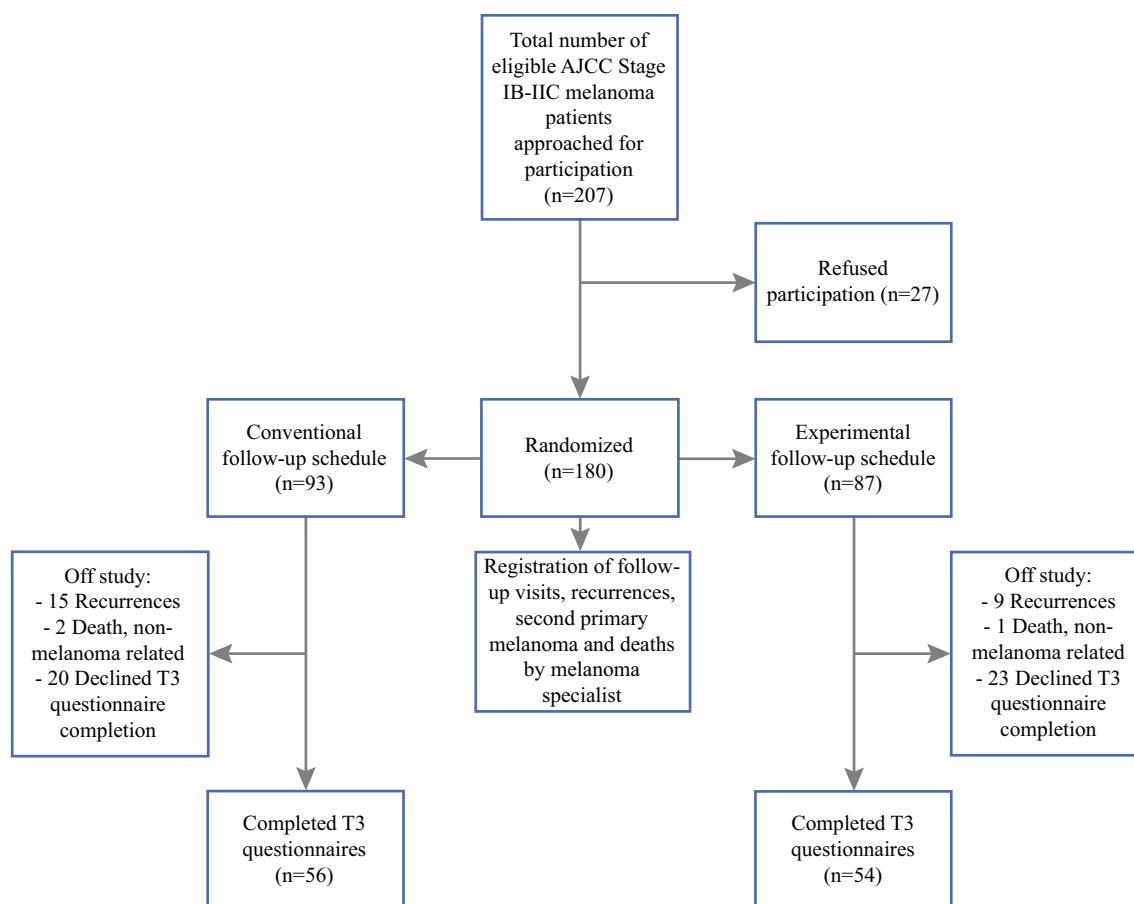 Total number of
eligible AJCC Stage
IB-IIC melanoma
patients
approached for
participation
(n=207)
Refused
participation (n=27)
Conventional
follow-up schedule
(n=93)
Randomized
(n=180)
Experimental
follow-up schedule
(n=87)
Off study:
- 15 Recurrences
- 2 Death, non-
melanoma related
- 20 Declined T3
questionnaire
completion
Registration of follow-
up visits, recurrences,
second primary
melanoma and deaths
by melanoma
specialist
Off study:
- 9 Recurrences
- 1 Death, non-
melanoma related
- 23 Declined T3
questionnaire
completion
Completed T3
questionnaires
(n=56)
Completed T3
questionnaires
(n=54)